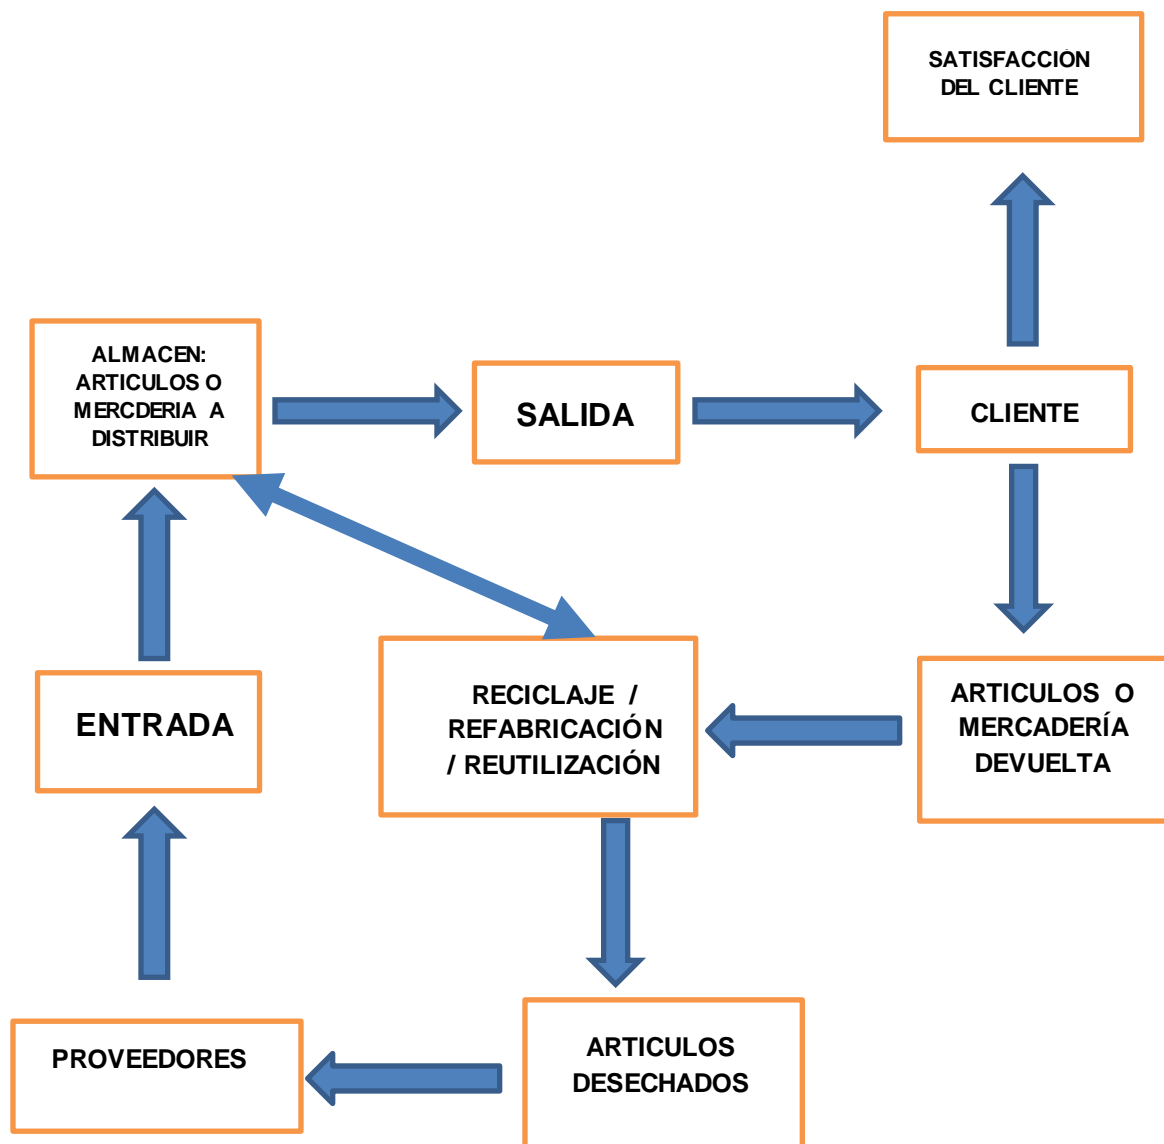 SATISFACCIÓN
DEL CLIENTE
ALMACEN:
ARTICULOS O
MERCDERIA A
DISTRIBUIR
SALIDA
CLIENTE
ENTRADA
RECICLAJE /
REFABRICACIÓN
/ REUTILIZACIÓN
ARTICULOS O
MERCADERÍA
DEVUELTA
PROVEEDORES
ARTICULOS
DESECHADOS